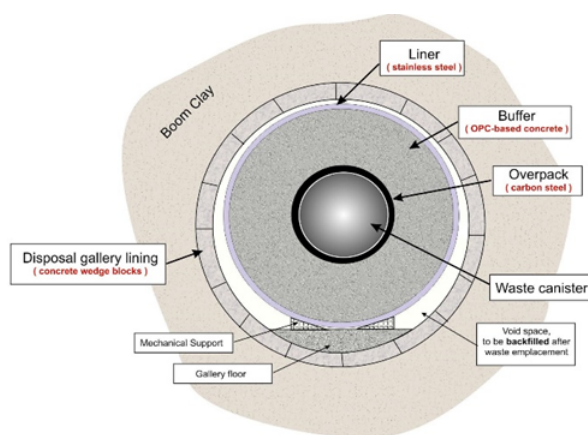 Boom Clay
Liner
( stainless steel )
Buffer
( OPC-based concrete )
Overpack
( carbon steel )
Disposal gallery lining
( concrete wedge blocks )
Waste canister
Mechanical Support
Gallery floor
Void space,
to be backfilled after
waste emplacement